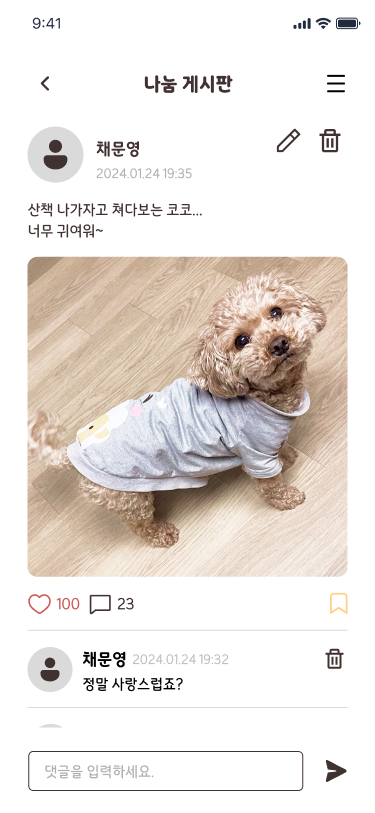 9:41
나눔 게시판
채문영
2024.01.24 19:35
산책 나가자고 쳐다보는 코코...
너무 귀여워~
100 23
채문영 2024.01.24 19:32
정말 사랑스럽죠?
댓글을 입력하세요.